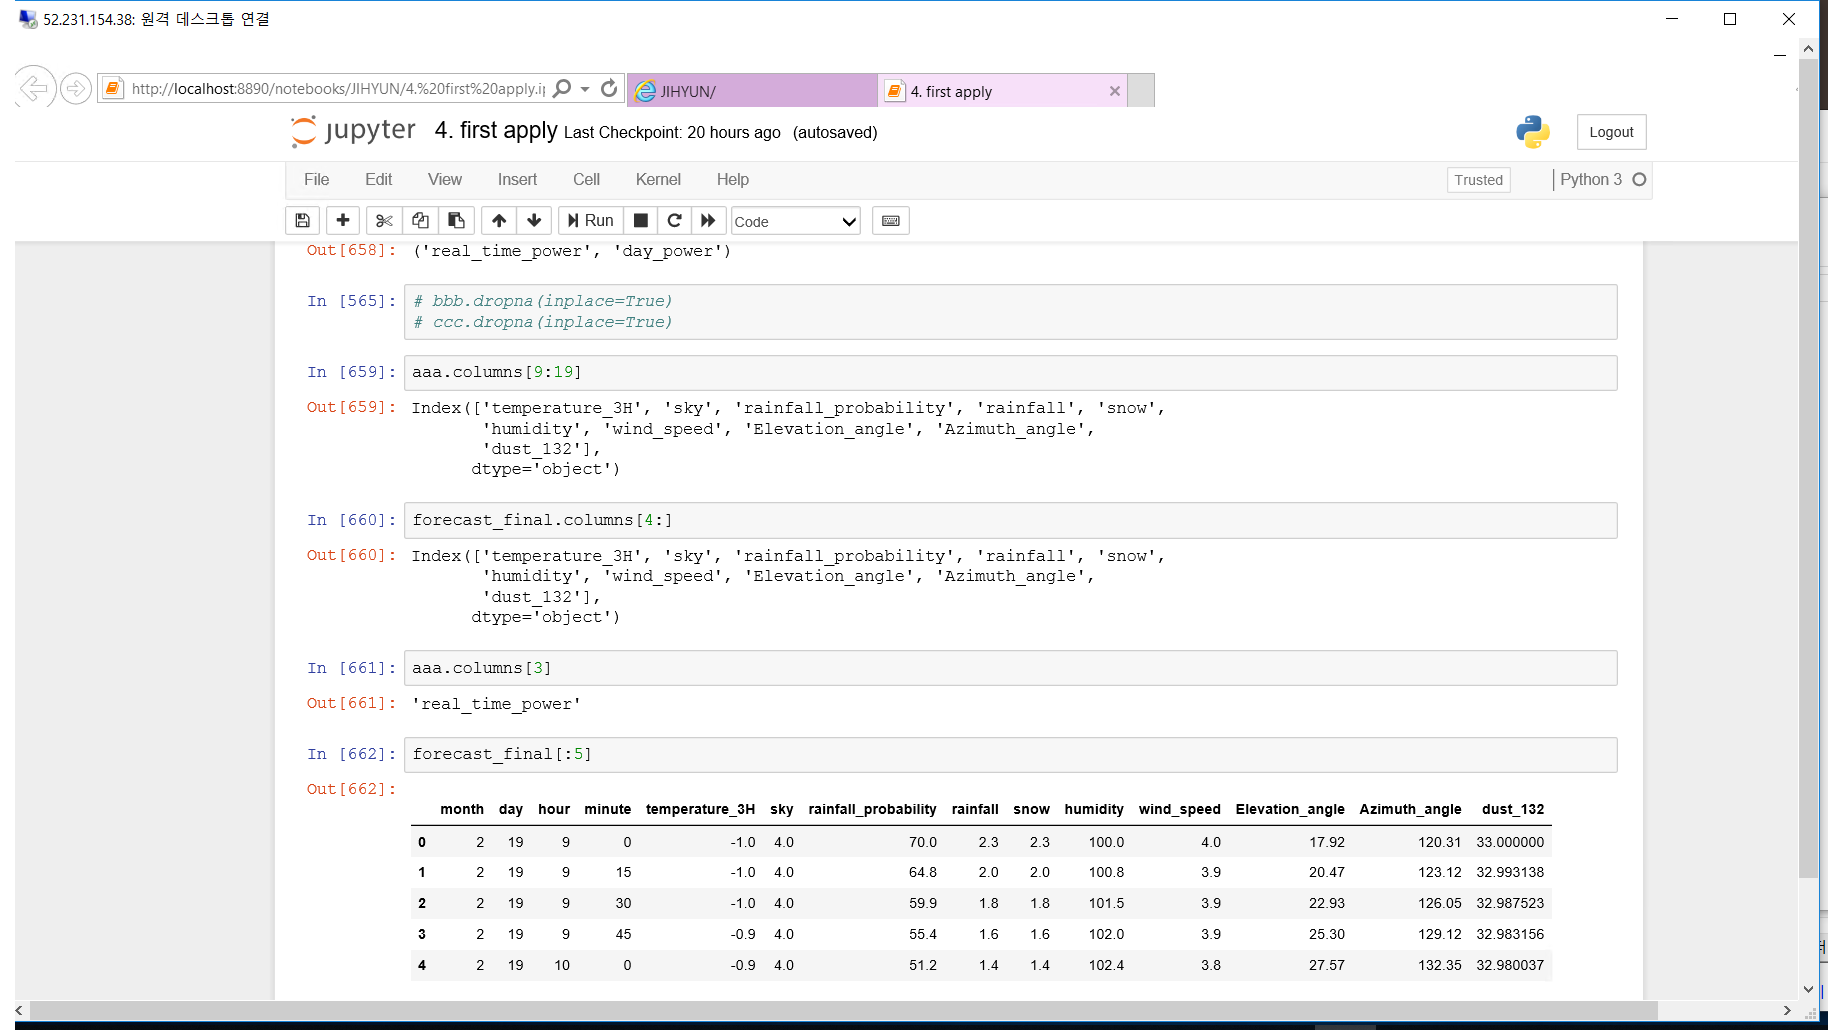 52.231.154.38: 원격 데스크톱 연결
http://localhost:8890/notebooks/JIHYUN/4.%20first%20apply.i
JIHYUN/
4. first apply
jupyter 4. first apply Last Checkpoint: 20 hours ago (autosaved)
Logout
File Edit View Insert Cell Kernel Help
Trusted
Python 3
Run
Code
Out[658]: ('real_time_power', 'day_power')
In [565]: # bbb.dropna(inplace=True)
# ccc.dropna(inplace=True)
In [659]: aaa.columns[9:19]
Out[659]: Index(['temperature_3H', 'sky', 'rainfall_probability', 'rainfall', 'snow',
'humidity', 'wind_speed', 'Elevation_angle', 'Azimuth_angle',
'dust_132'],
dtype='object')
In [660]: forecast_final.columns[4:]
Out[660]: Index(['temperature_3H', 'sky', 'rainfall_probability', 'rainfall', 'snow',
'humidity', 'wind_speed', 'Elevation_angle', 'Azimuth_angle',
'dust_132'],
dtype='object')
In [661]: aaa.columns[3]
Out[661]: 'real_time_power'
In [662]: forecast_final[:5]
Out[662]:
month day hour minute temperature_3H sky rainfall_probability rainfall snow humidity wind_speed Elevation_angle Azimuth_angle dust_132
0 2 19 9 0 -1.0 4.0 70.0 2.3 2.3 100.0 4.0 17.92 120.31 33.000000
1 2 19 9 15 -1.0 4.0 64.8 2.0 2.0 100.8 3.9 20.47 123.12 32.993138
2 2 19 9 30 -1.0 4.0 59.9 1.8 1.8 101.5 3.9 22.93 126.05 32.987523
3 2 19 9 45 -0.9 4.0 55.4 1.6 1.6 102.0 3.9 25.30 129.12 32.983156
4 2 19 10 0 -0.9 4.0 51.2 1.4 1.4 102.4 3.8 27.57 132.35 32.980037